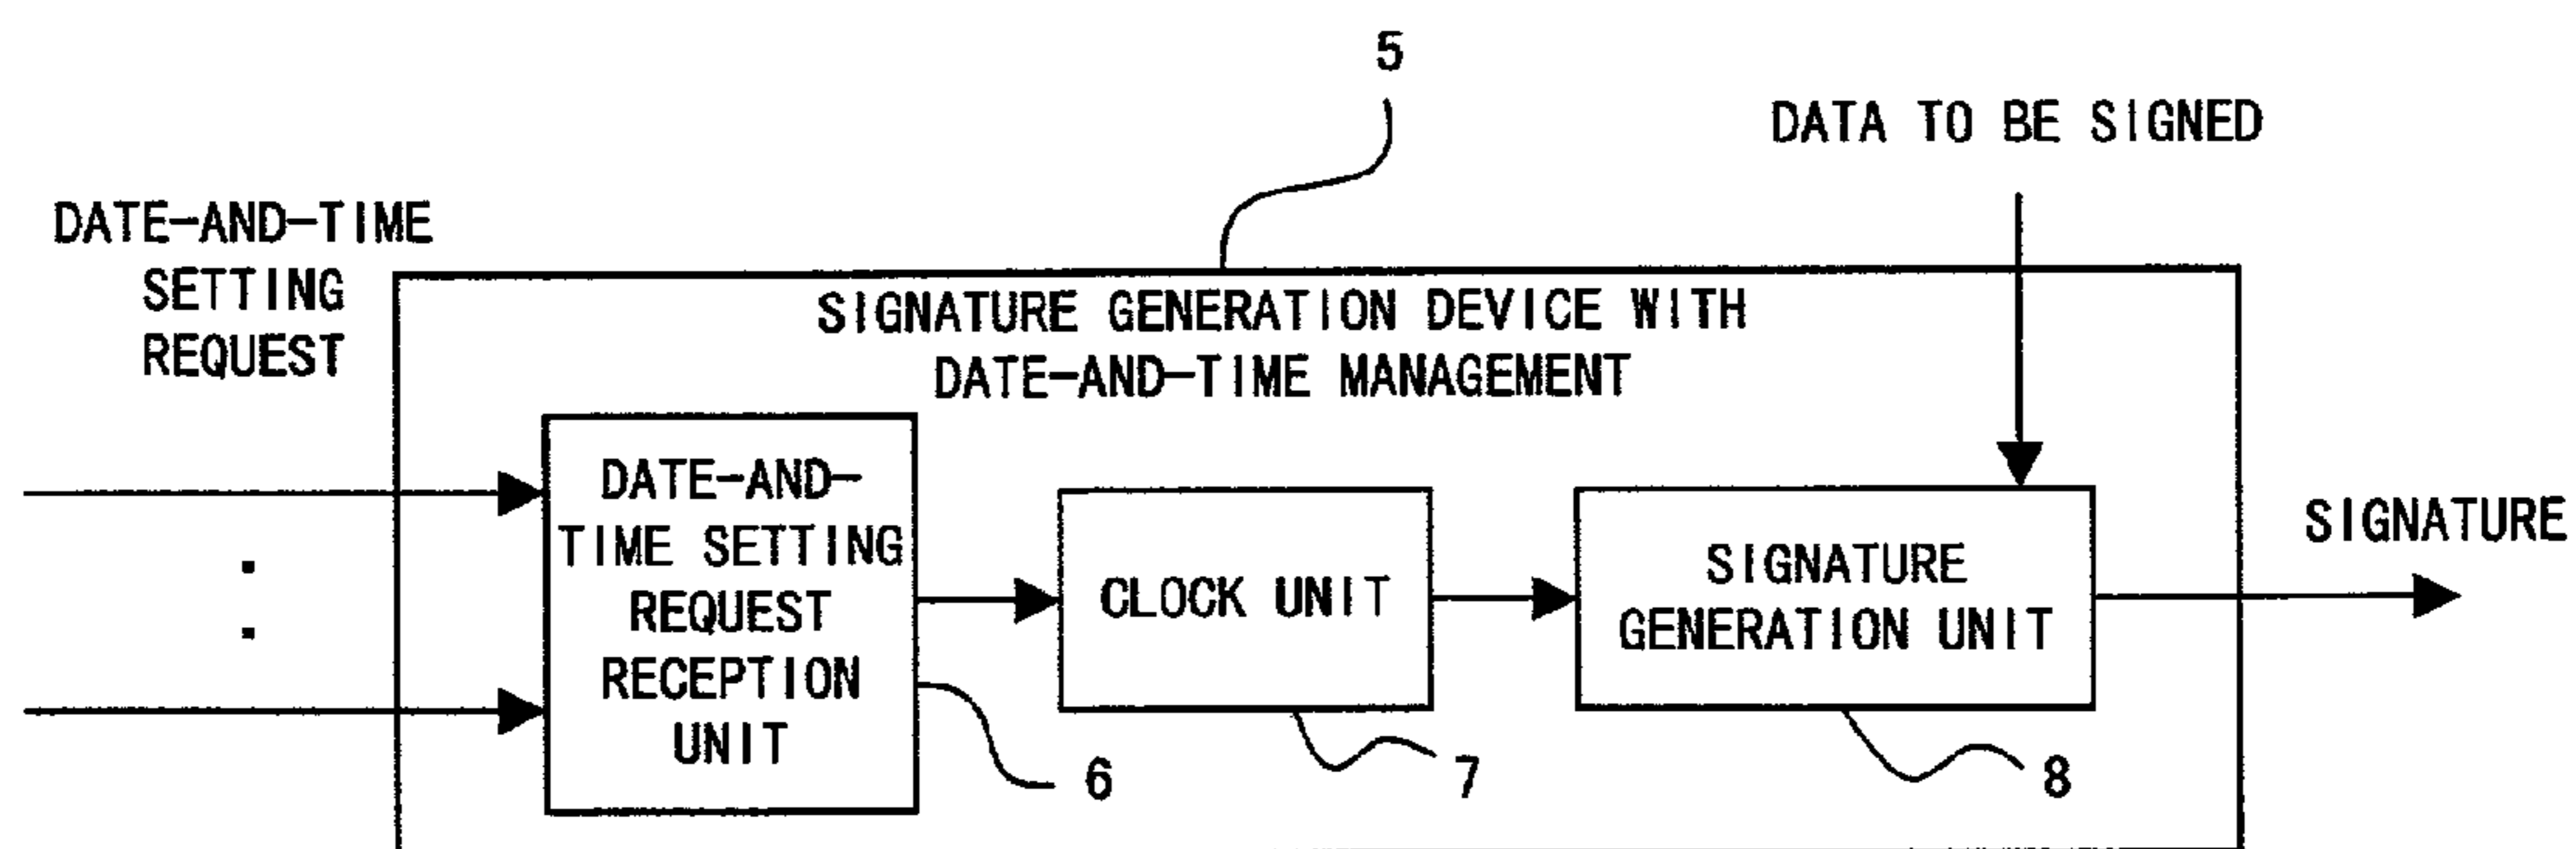 5
DATA TO BE SIGNED
DATE-AND-TIME
SETTING
REQUEST
SIGNATURE GENERATION DEVICE WITH
DATE-AND-TIME MANAGEMENT
DATE-AND-
TIME SETTING
REQUEST
RECEPTION
UNIT
CLOCK UNIT
SIGNATURE
GENERATION UNIT
SIGNATURE
6
7
8